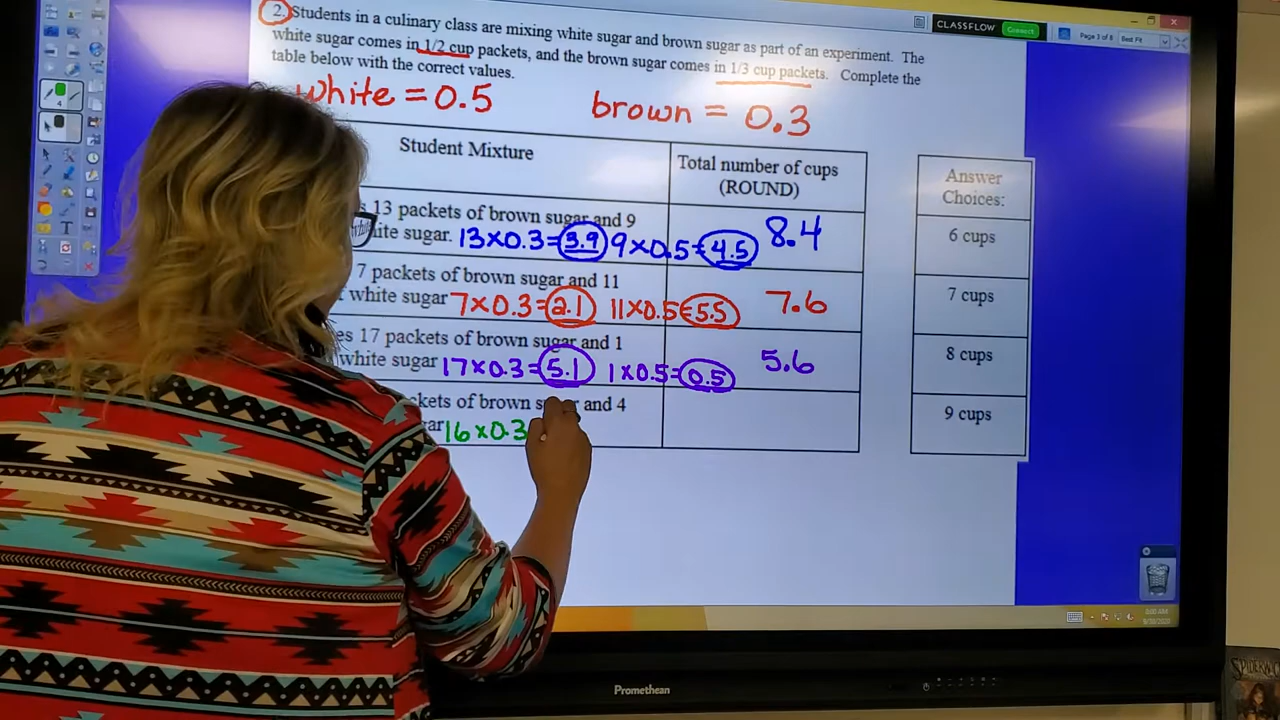 2. Students in a culinary class are mixing white sugar and brown sugar as part of an experiment. The
white sugar comes in 1/2 cup packets, and the brown sugar comes in 1/3 cup packets. Complete the
table below with the correct values.
white = 0.5 brown = 0.3
Student Mixture
Total number of cups
(ROUND)
13 packets of brown sugar and 9
sugar. 13×0.3=3.9 9×0.5=4.5
8.4
7 packets of brown sugar and 11
white sugar 7×0.3=2.1 11×0.5=5.5
7.6
17 packets of brown sugar and 1
white sugar 17×0.3=5.1 1×0.5=0.5
5.6
of brown and 4
16×0.3
Answer
Choices:
6 cups
7 cups
8 cups
9 cups
CLASSFLOW
Connect
Page 3 of 8
Best Fit
Promethean